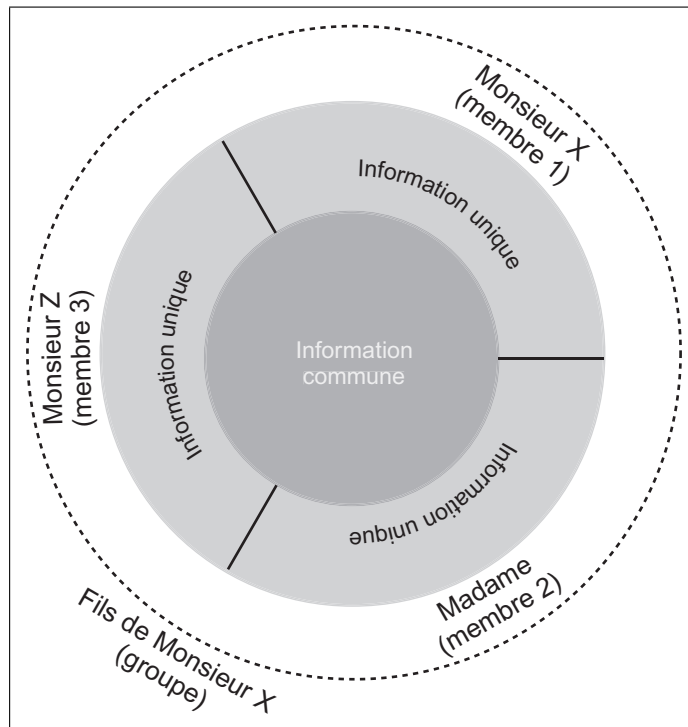 Monsieur X
(membre 1)
Information unique
Monsieur Z
(membre 3)
Information unique
Information
commune
Information unique
Madame
(membre 2)
Fils de Monsieur X
(groupe)